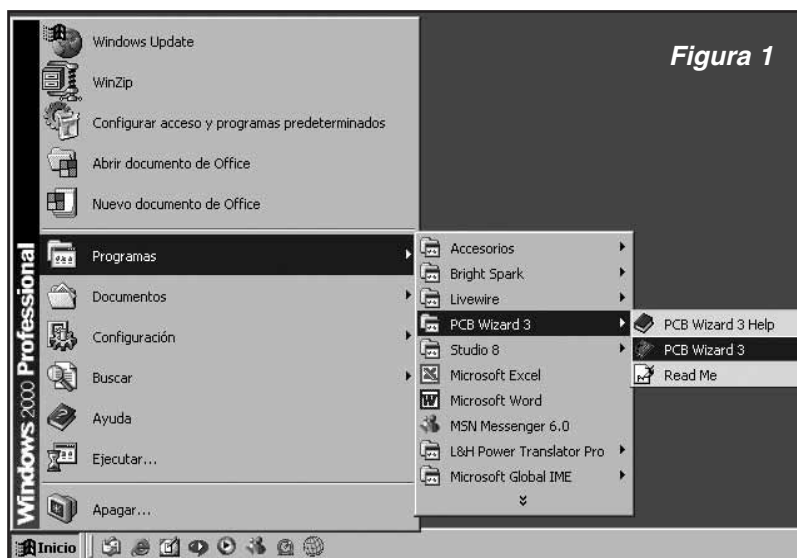 Figura 1
Windows Update
WinZip
Configurar acceso y programas predeterminados
Abrir documento de Office
Nuevo documento de Office
Programas
Documentos
Configuración
Buscar
Ayuda
Ejecutar...
Apagar...
Windows 2000 Professional
Accesorios
Bright Spark
Livewire
PCB Wizard 3
Studio 8
Microsoft Excel
Microsoft Word
MSN Messenger 6.0
L&H Power Translator Pro
Microsoft Global IME
PCB Wizard 3 Help
PCB Wizard 3
Read Me
Inicio